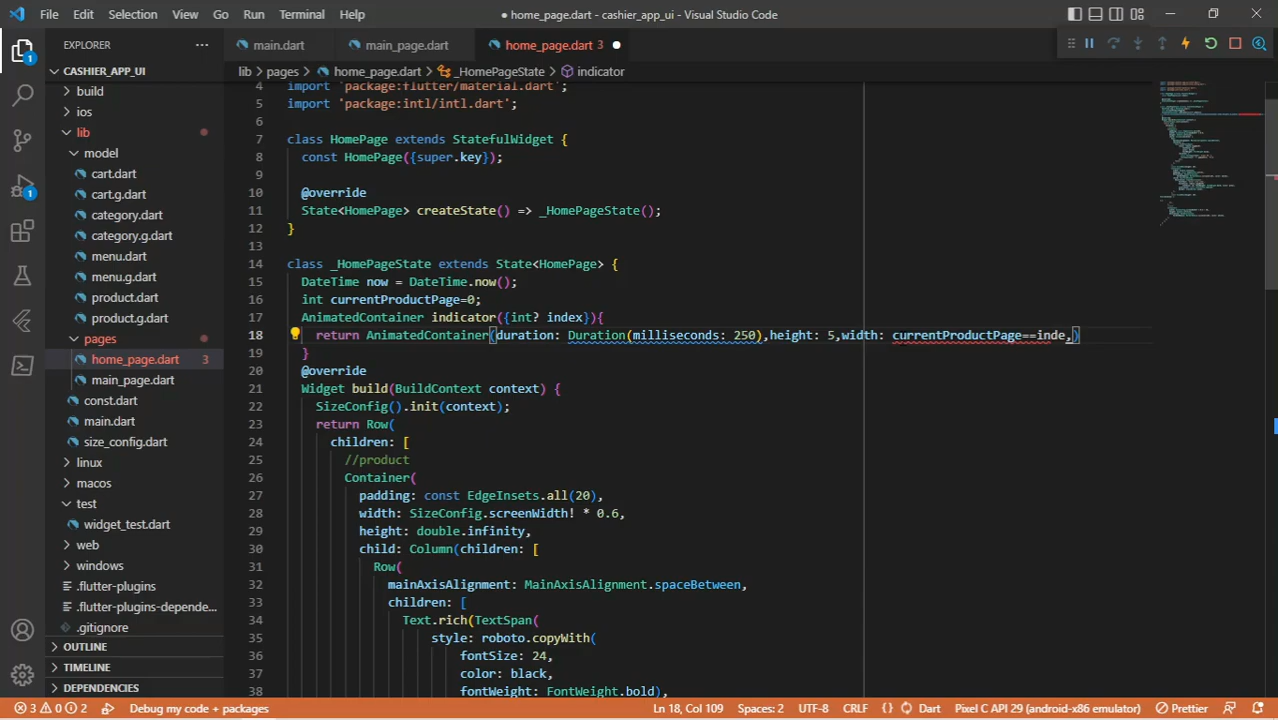 File Edit Selection View Go Run Terminal Help
● home_page.dart - cashier_app_ui - Visual Studio Code
EXPLORER
main.dart
main_page.dart
home_page.dart 3
lib > pages > home_page.dart > _HomePageState > indicator
CASHIER_APP_UI
build
ios
lib
model
cart.dart
cart.g.dart
category.dart
category.g.dart
menu.dart
menu.g.dart
product.dart
product.g.dart
pages
home_page.dart 3
main_page.dart
const.dart
main.dart
size_config.dart
linux
macos
test
widget_test.dart
web
windows
.flutter-plugins
.flutter-plugins-depende...
.gitignore
OUTLINE
TIMELINE
DEPENDENCIES
1
1
4 import 'package:flutter/material.dart';
5 import 'package:intl/intl.dart';
6
7 class HomePage extends StatefulWidget {
8 const HomePage({super.key});
9
10 @override
11 State<HomePage> createState() => _HomePageState();
12 }
13
14 class _HomePageState extends State<HomePage> {
15 DateTime now = DateTime.now();
16 int currentProductPage=0;
17 AnimatedContainer indicator({int? index}){
18 return AnimatedContainer(duration: Duration(milliseconds: 250),height: 5,width: currentProductPage==inde,)
19 }
20 @override
21 Widget build(BuildContext context) {
22 SizeConfig().init(context);
23 return Row(
24 children: [
25 //product
26 Container(
27 padding: const EdgeInsets.all(20),
28 width: SizeConfig.screenWidth! * 0.6,
29 height: double.infinity,
30 child: Column(children: [
31 Row(
32 mainAxisAlignment: MainAxisAlignment.spaceBetween,
33 children: [
34 Text.rich(TextSpan(
35 style: roboto.copyWith(
36 fontSize: 24,
37 color: black,
38 fontWeight: FontWeight.bold),
3 0 2 Debug my code + packages Ln 18, Col 109 Spaces: 2 UTF-8 CRLF {} Dart Pixel C API 29 (android-x86 emulator) Prettier